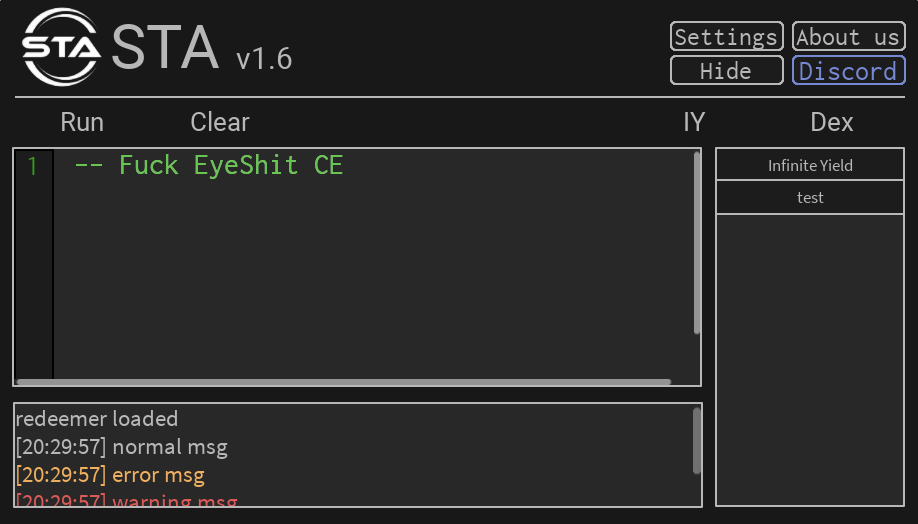 STA STA v1.6
Settings About us
Hide Discord
Run Clear IY Dex
1 -- Fuck EyeShit CE
Infinite Yield
test
redeemer loaded
[20:29:57] normal msg
[20:29:57] error msg
[20:29:57] warning msg